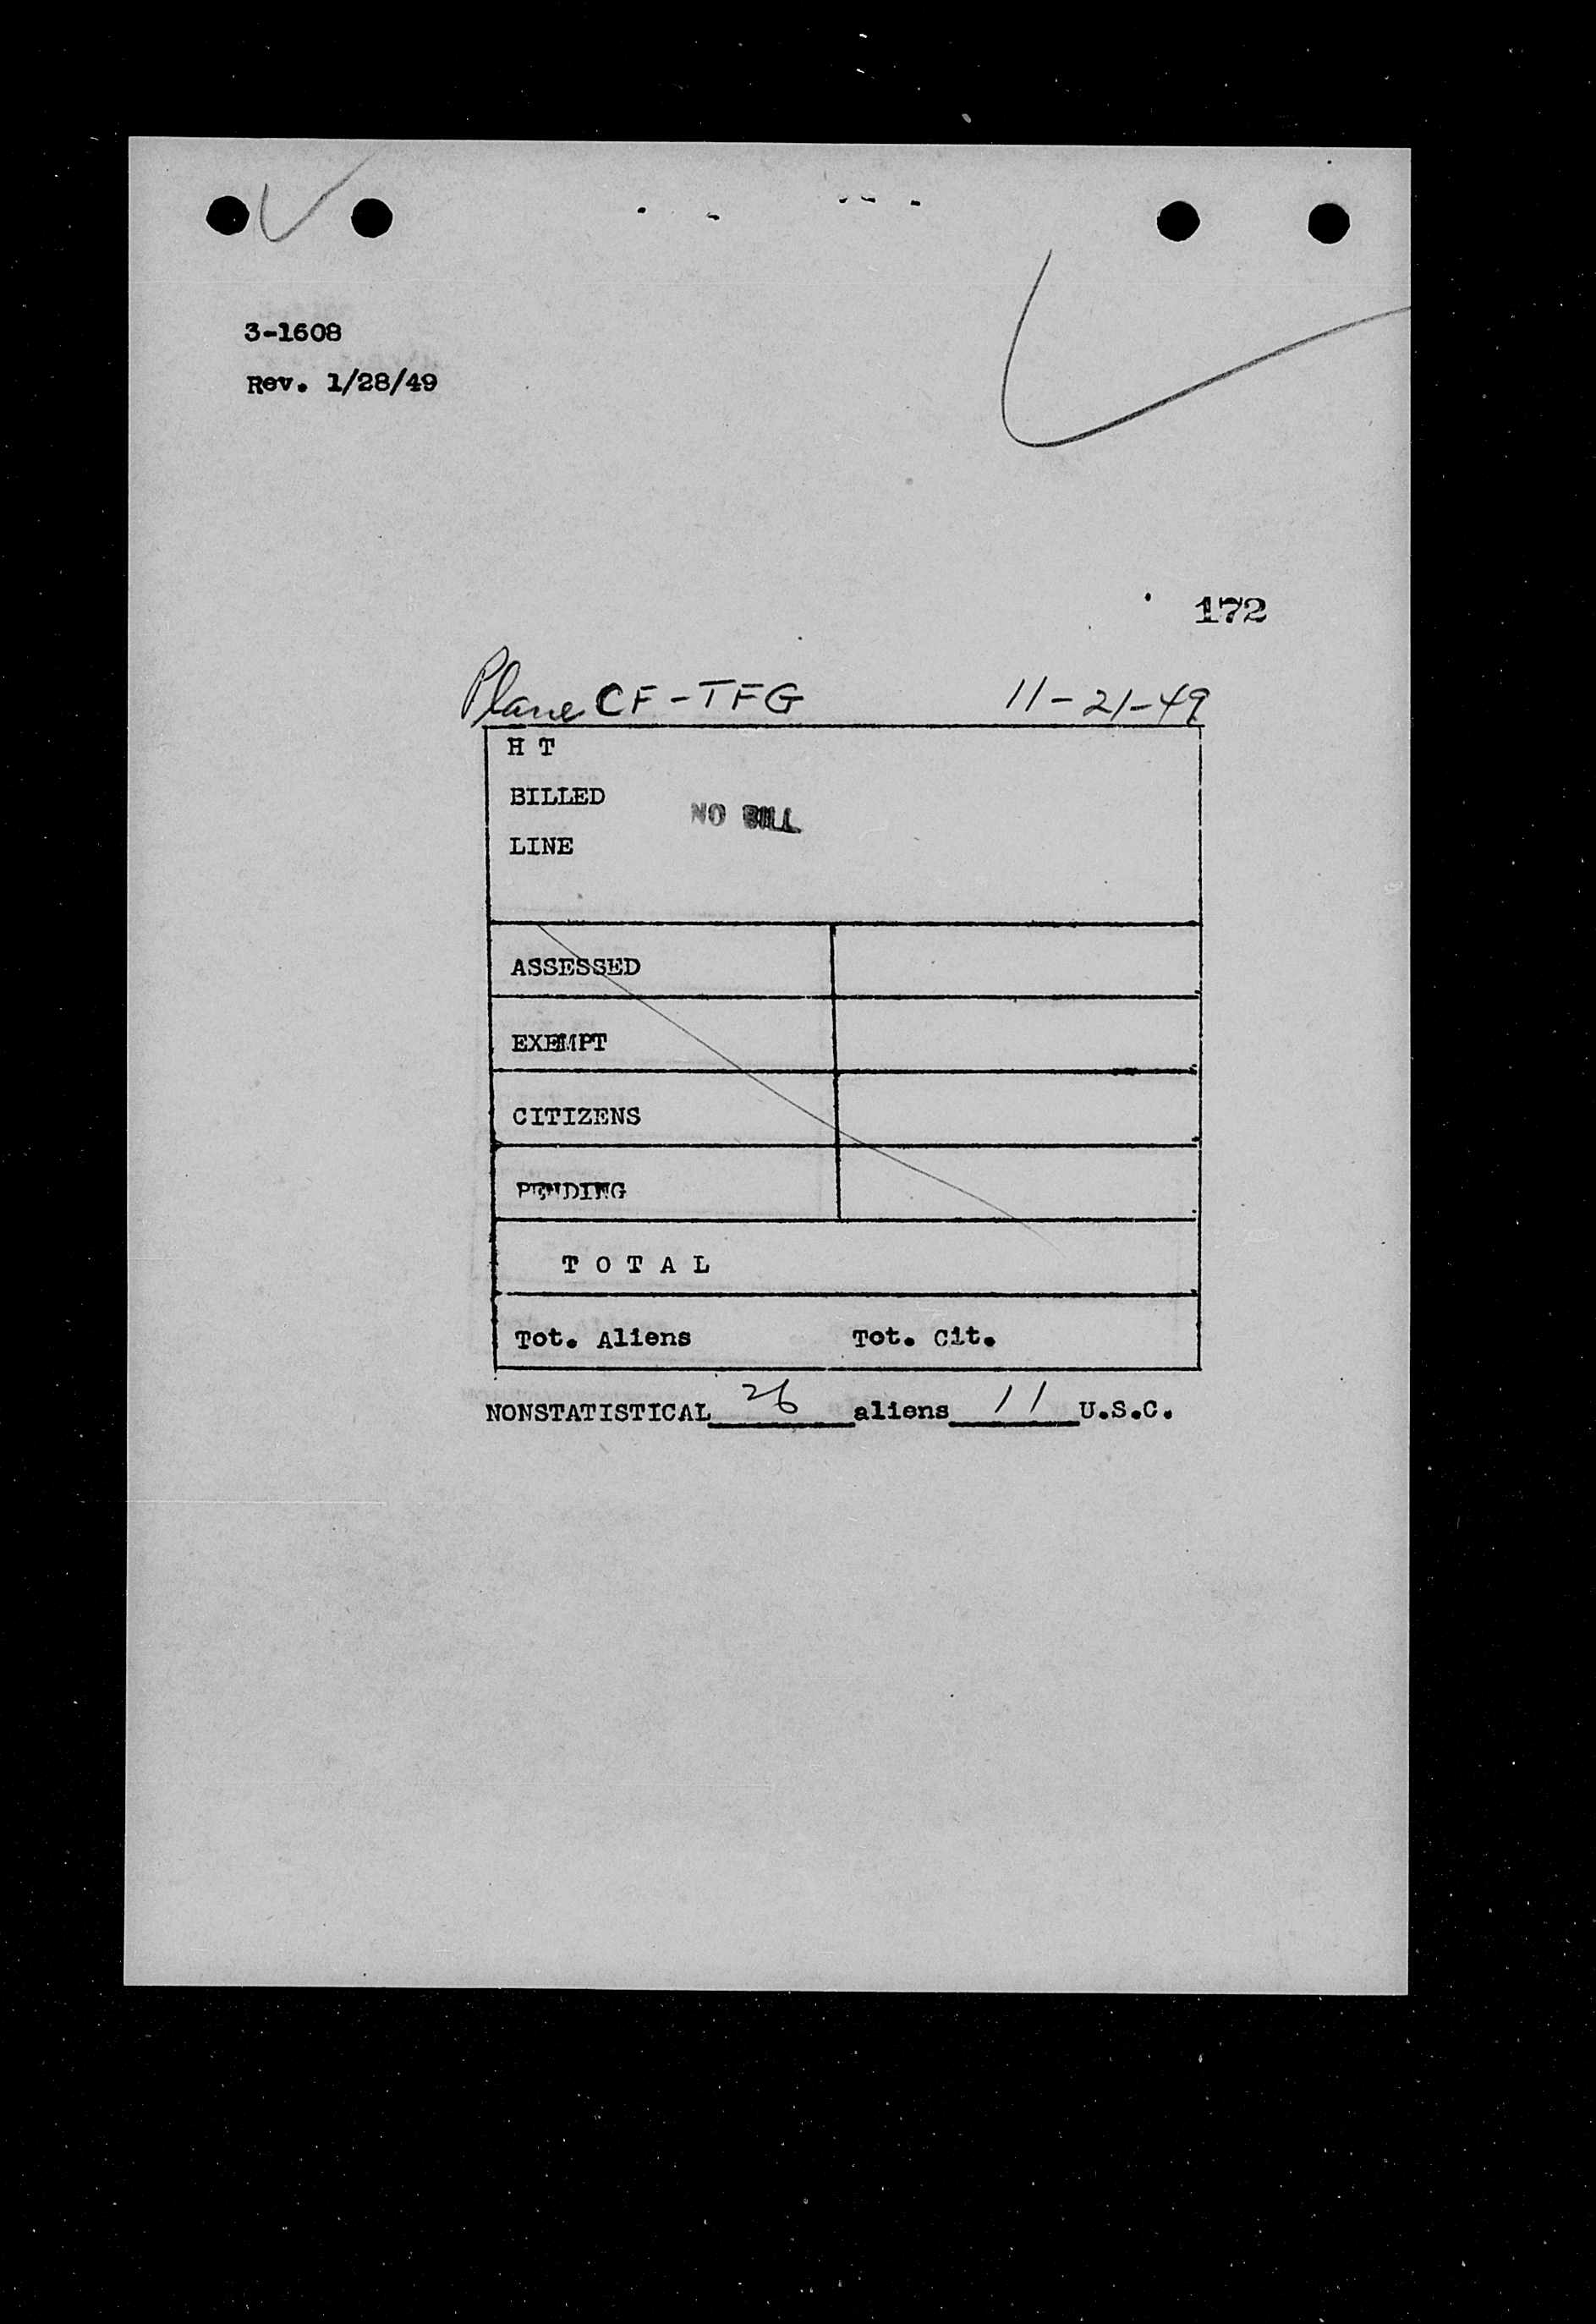 3-1608
Rev. 1/28/49
172
Plane CF-TFG 11-21-49
H T
BILLED
NO BILL
LINE
ASSESSED
EXEMPT
CITIZENS
PENDING
T O T A L
Tot. Aliens Tot. Cit.
NONSTATISTICAL 26 aliens 11 U.S.C.